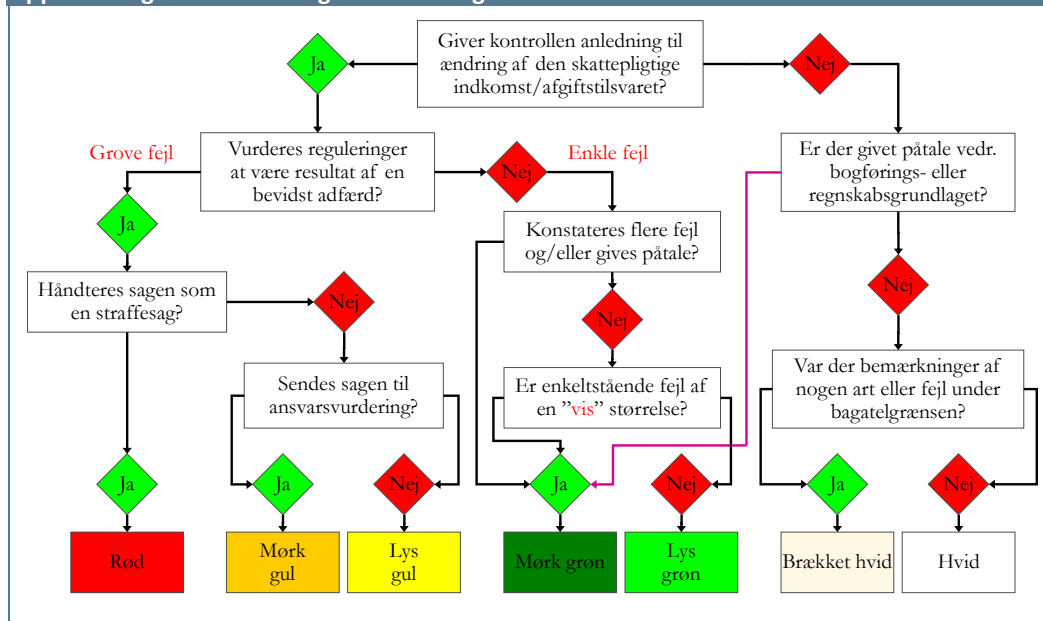 Giver kontrollen anledning til
ændring af den skattepligtige
indkomst/afgiftstilsvaret?
Ja
Nej
Grove fejl
Vurderes reguleringer
at være resultat af en
bevidst adfærd?
Nej
Enkle fejl
Er der givet påtale vedr.
bogførings- eller
regnskabsgrundlaget?
Ja
Konstateres flere fejl
og/eller gives påtale?
Håndteres sagen som
en straffesag?
Nej
Nej
Nej
Sendes sagen til
ansvarsvurdering?
Er enkeltstående fejl af
en ”vis” størrelse?
Var der bemærkninger af
nogen art eller fejl under
bagatelgrænsen?
Ja
Ja
Nej
Ja
Nej
Ja
Nej
Rød
Mørk
gul
Lys
gul
Mørk grøn
Lys
grøn
Brækket hvid
Hvid